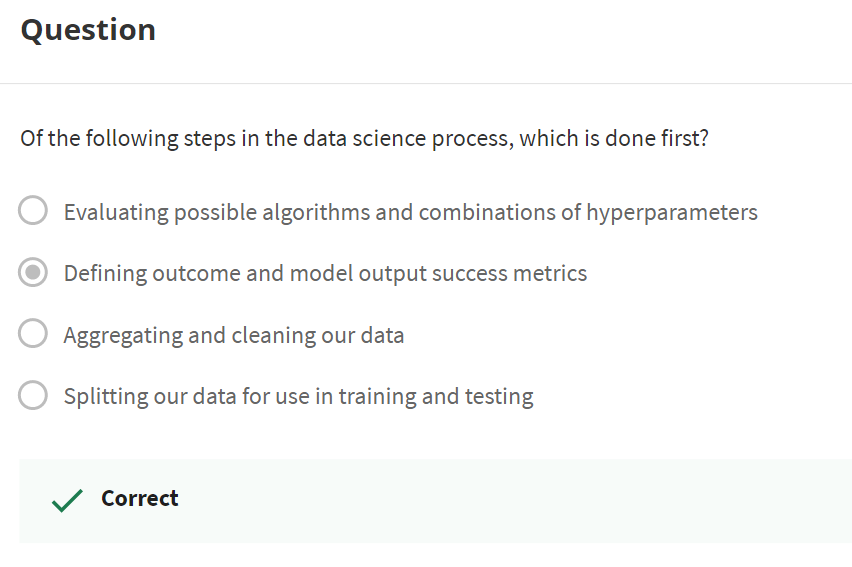 Question
Of the following steps in the data science process, which is done first?
Evaluating possible algorithms and combinations of hyperparameters
Defining outcome and model output success metrics
Aggregating and cleaning our data
Splitting our data for use in training and testing
Correct